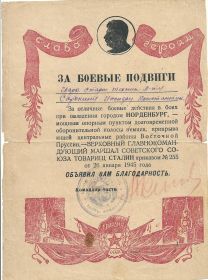 СЛАВА ГЕРОЯМ
ЗА БОЕВЫЕ ПОДВИГИ
За отличные боевые действия в боях
при овладении городом НОРДЕНБУРГ, —
мощным опорным пунктом долговременной
оборонительной полосы немцев, прикрываю-
щей центральные районы Восточной
Пруссии,—ВЕРХОВНЫЙ ГЛАВНОКОМАН-
ДУЮЩИЙ МАРШАЛ СОВЕТСКОГО СО-
ЮЗА ТОВАРИЩ СТАЛИН приказом № 255
от 26 января 1945 года
ОБЪЯВИЛ ВАМ БЛАГОДАРНОСТЬ.
Командир части